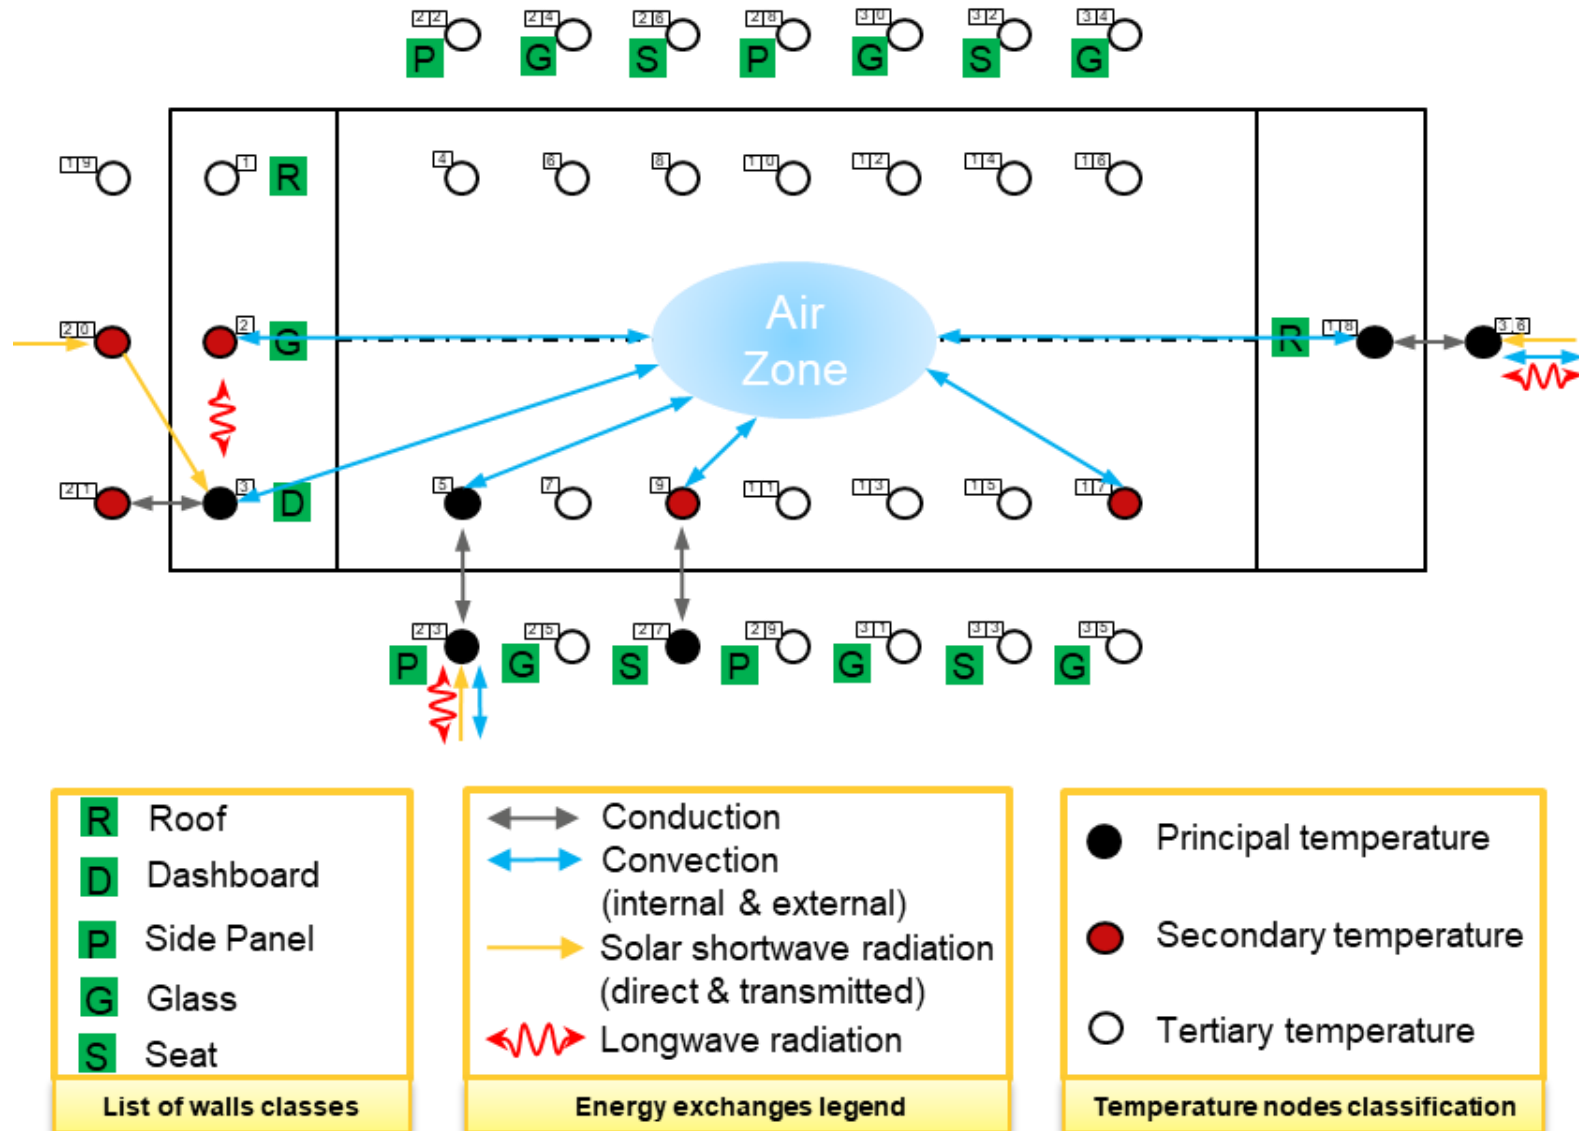 22 24 26 28 30 32 34
P G S P G S G
19 1 R 4 6 8 10 12 14 16
Air
Zone
20 2 G R 18 36
21 3 D 5 7 9 11 13 15 17
23 25 27 29 31 33 35
P G S P G S G
R Roof
D Dashboard
P Side Panel
G Glass
S Seat
List of walls classes
Conduction
Convection
(internal & external)
Solar shortwave radiation
(direct & transmitted)
Longwave radiation
Energy exchanges legend
Principal temperature
Secondary temperature
Tertiary temperature
Temperature nodes classification